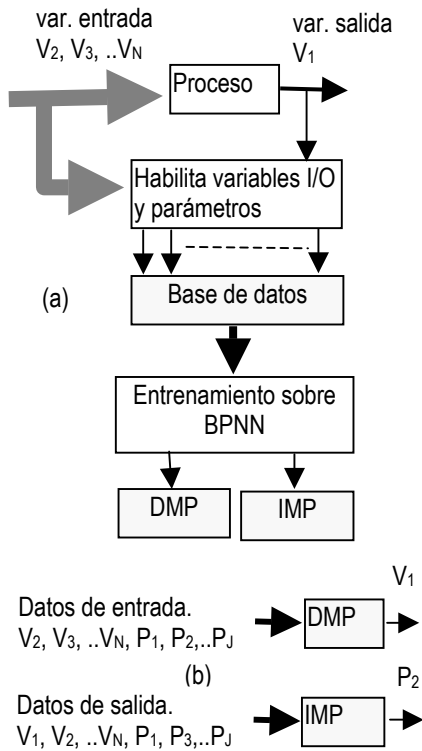 var. entrada
V2, V3, ..VN
var. salida
V1
Proceso
Habilita variables I/O
y parámetros
(a)
Base de datos
Entrenamiento sobre
BPNN
DMP
IMP
V1
Datos de entrada.
V2, V3, ..VN, P1, P2,..PJ
DMP
(b)
P2
Datos de salida.
V1, V2, ..VN, P1, P3,..PJ
IMP